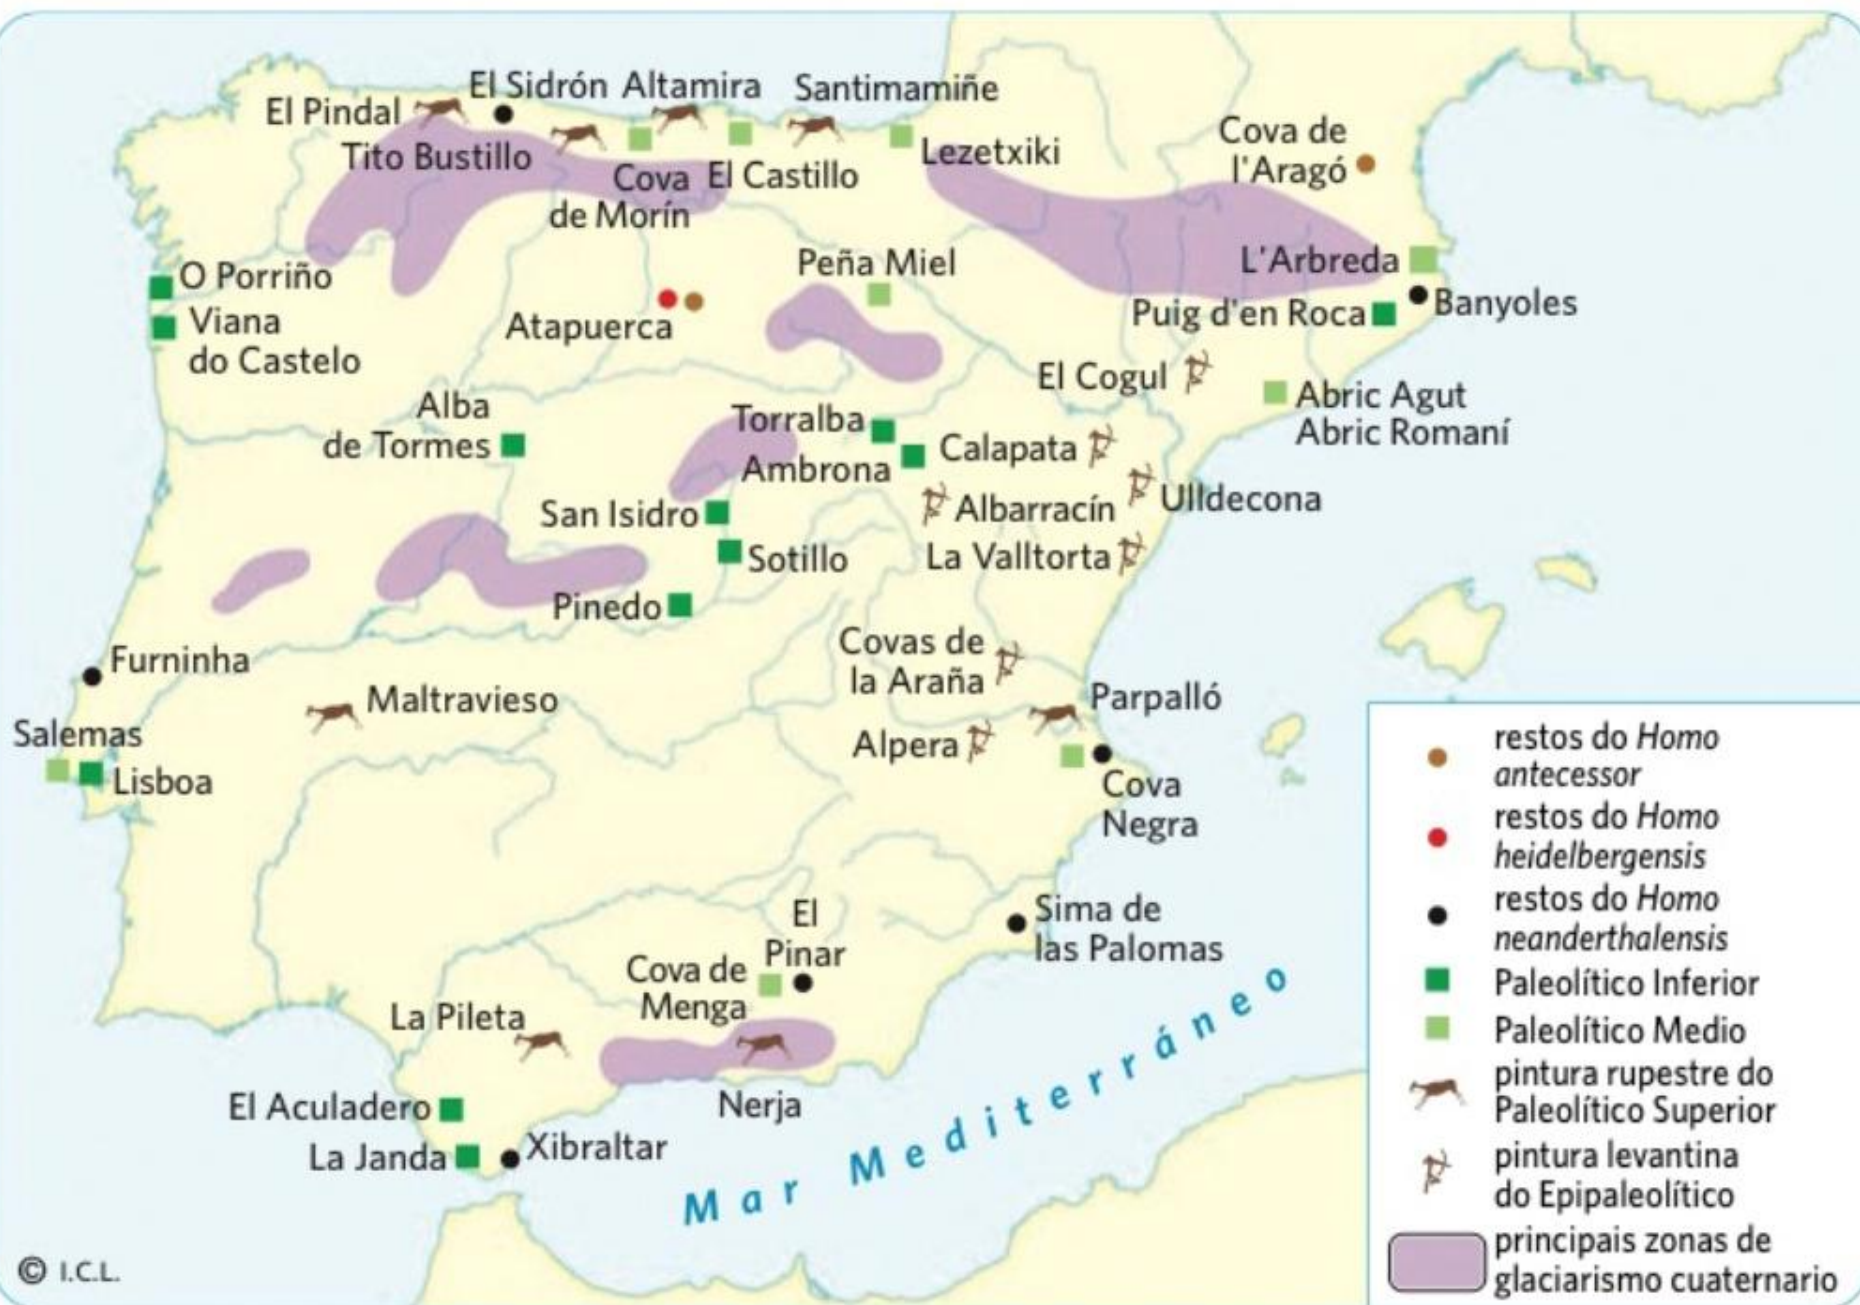 El Sidrón
Altamira
Santimamiñe
El Pindal
Tito Bustillo
Cova
de Morín
El Castillo
Lezetxiki
Cova de
l'Aragó
O Porriño
Viana
do Castelo
Atapuerca
Peña Miel
L'Arbreda
Puig d'en Roca
Banyoles
El Cogul
Abric Agut
Abric Romaní
Alba
de Tormes
Torralba
Ambrona
Calapata
Ulldecona
Albarracín
La Valltorta
San Isidro
Sotillo
Pinedo
Furninha
Maltravieso
Covas de
la Araña
Parpalló
Alpera
Cova
Negra
Salemas
Lisboa
Sima de
las Palomas
El
Pinar
Cova de
Menga
La Pileta
Nerja
El Aculadero
La Janda
Xibraltar
Mar Mediterráneo
restos do Homo
antecessor
restos do Homo
heidelbergensis
restos do Homo
neanderthalensis
Paleolítico Inferior
Paleolítico Medio
pintura rupestre do
Paleolítico Superior
pintura levantina
do Epipaleolítico
principais zonas de
glaciarismo cuaternario
© I.C.L.